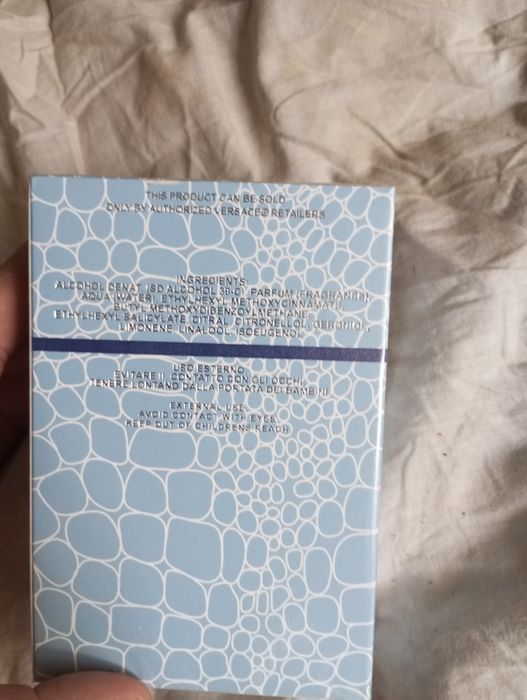 THIS PRODUCT CAN BE SOLD
ONLY BY AUTHORIZED VERSACE® RETAILERS
INGREDIENTS:
ALCOHOL DENAT. (SD ALCOHOL 39-C), PARFUM (FRAGRANCE),
AQUA (WATER), ETHYLHEXYL METHOXYCINNAMATE,
BUTYL METHOXYDIBENZOYLMETHANE,
ETHYLHEXYL SALICYLATE, CITRAL, CITRONELLOL, GERANIOL,
LIMONENE, LINALOOL, ISOEUGENOL.
USO ESTERNO
EVITARE IL CONTATTO CON GLI OCCHI.
TENERE LONTANO DALLA PORTATA DEI BAMBINI
EXTERNAL USE
AVOID CONTACT WITH EYES
KEEP OUT OF CHILDRENS REACH